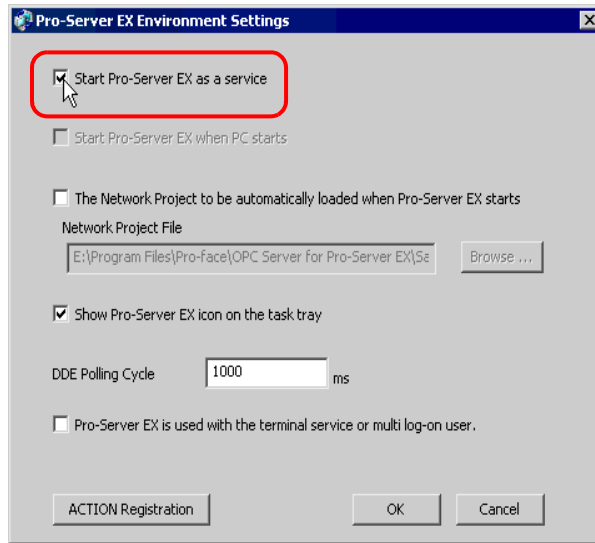 Pro-Server EX Environment Settings
Start Pro-Server EX as a service
Start Pro-Server EX when PC starts
The Network Project to be automatically loaded when Pro-Server EX starts
Network Project File
E:\Program Files\Pro-face\OPC Server for Pro-Server EX\Sa
Browse ...
Show Pro-Server EX icon on the task tray
DDE Polling Cycle 1000 ms
Pro-Server EX is used with the terminal service or multi log-on user.
ACTION Registration OK Cancel